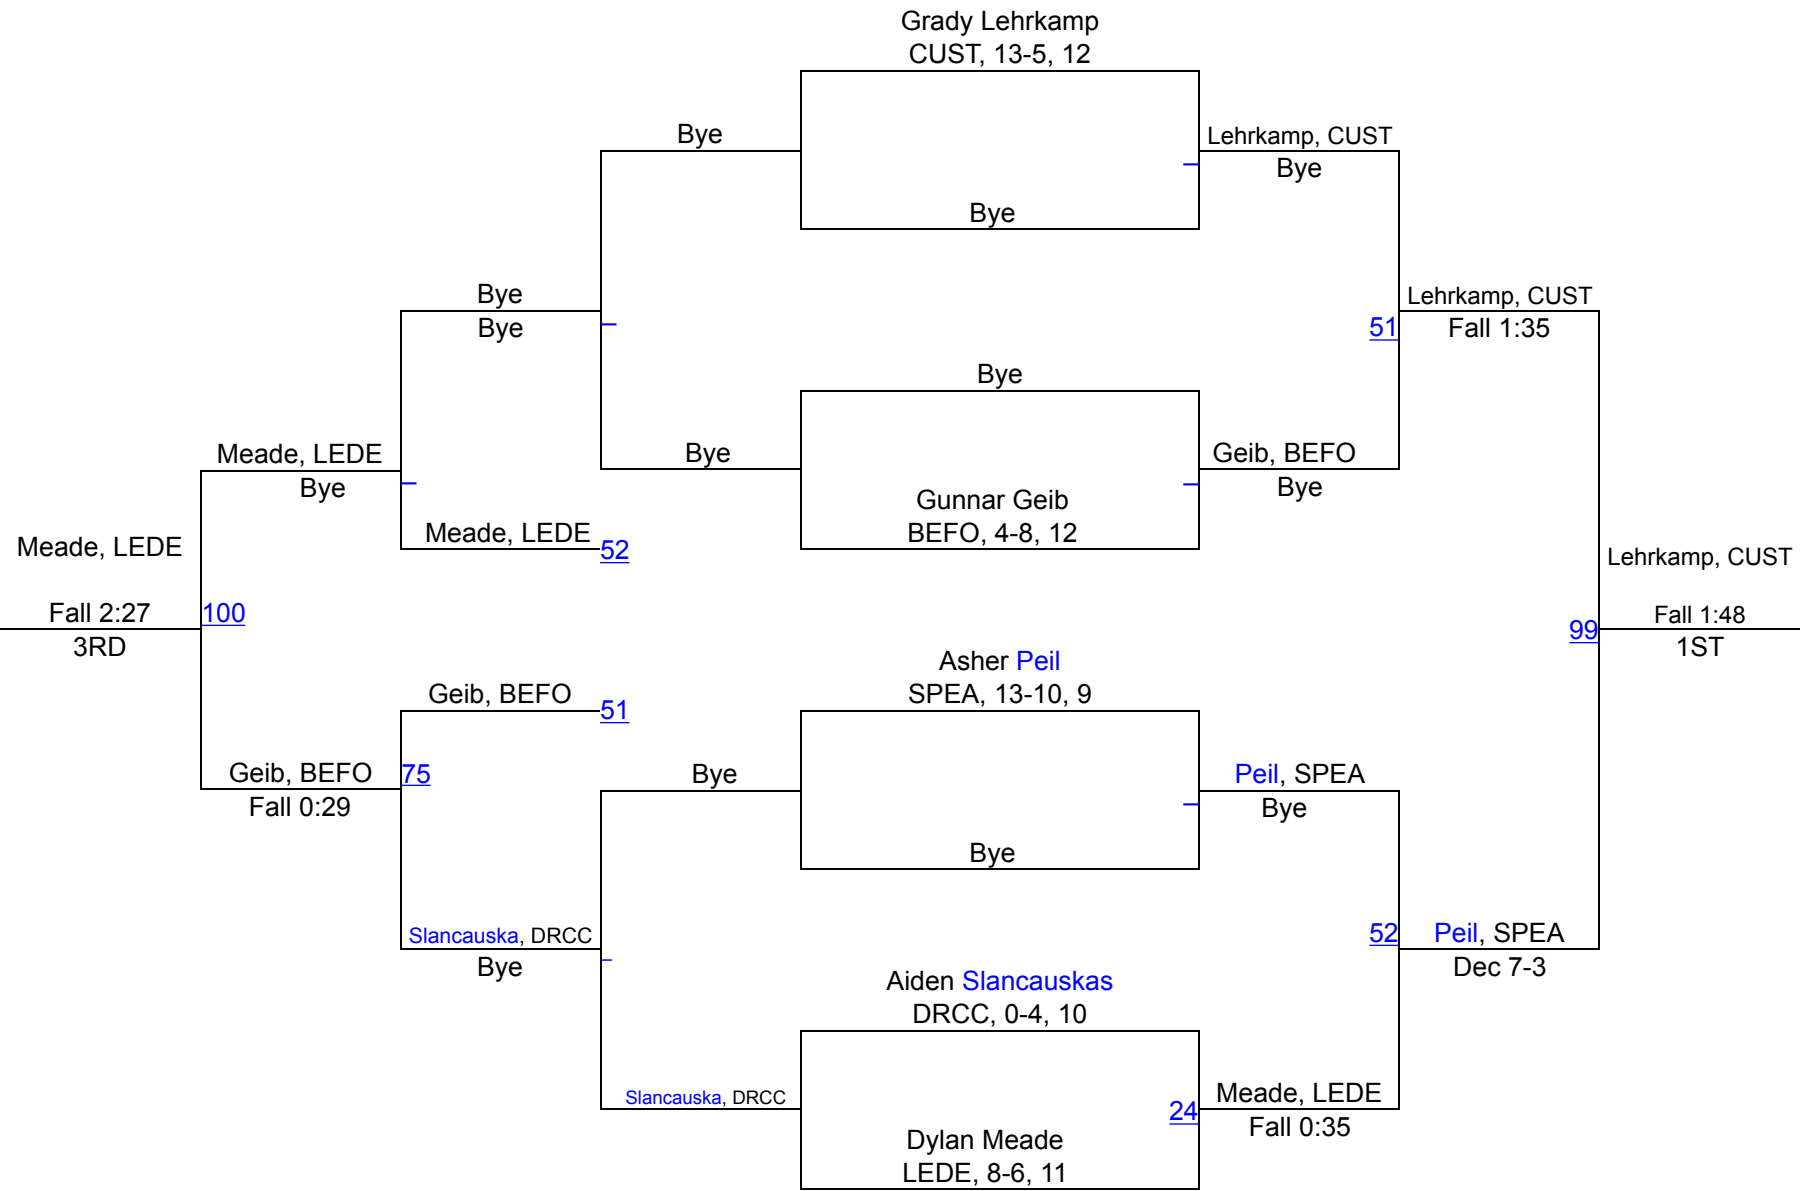 Grady Lehrkamp
CUST, 13-5, 12
Bye
Lehrkamp, CUST
Bye
Bye
Bye
Lehrkamp, CUST
51
Fall 1:35
Bye
Bye
Meade, LEDE
Bye
Bye
Geib, BEFO
Bye
Gunnar Geib
BEFO, 4-8, 12
Meade, LEDE
52
Meade, LEDE
Lehrkamp, CUST
Fall 2:27
100
3RD
99
Fall 1:48
1ST
Asher Peil
SPEA, 13-10, 9
Geib, BEFO
51
Geib, BEFO
75
Fall 0:29
Bye
Peil, SPEA
Bye
Bye
Slancauska, DRCC
Bye
52
Peil, SPEA
Dec 7-3
Aiden Slancauskas
DRCC, 0-4, 10
Slancauska, DRCC
24
Meade, LEDE
Fall 0:35
Dylan Meade
LEDE, 8-6, 11